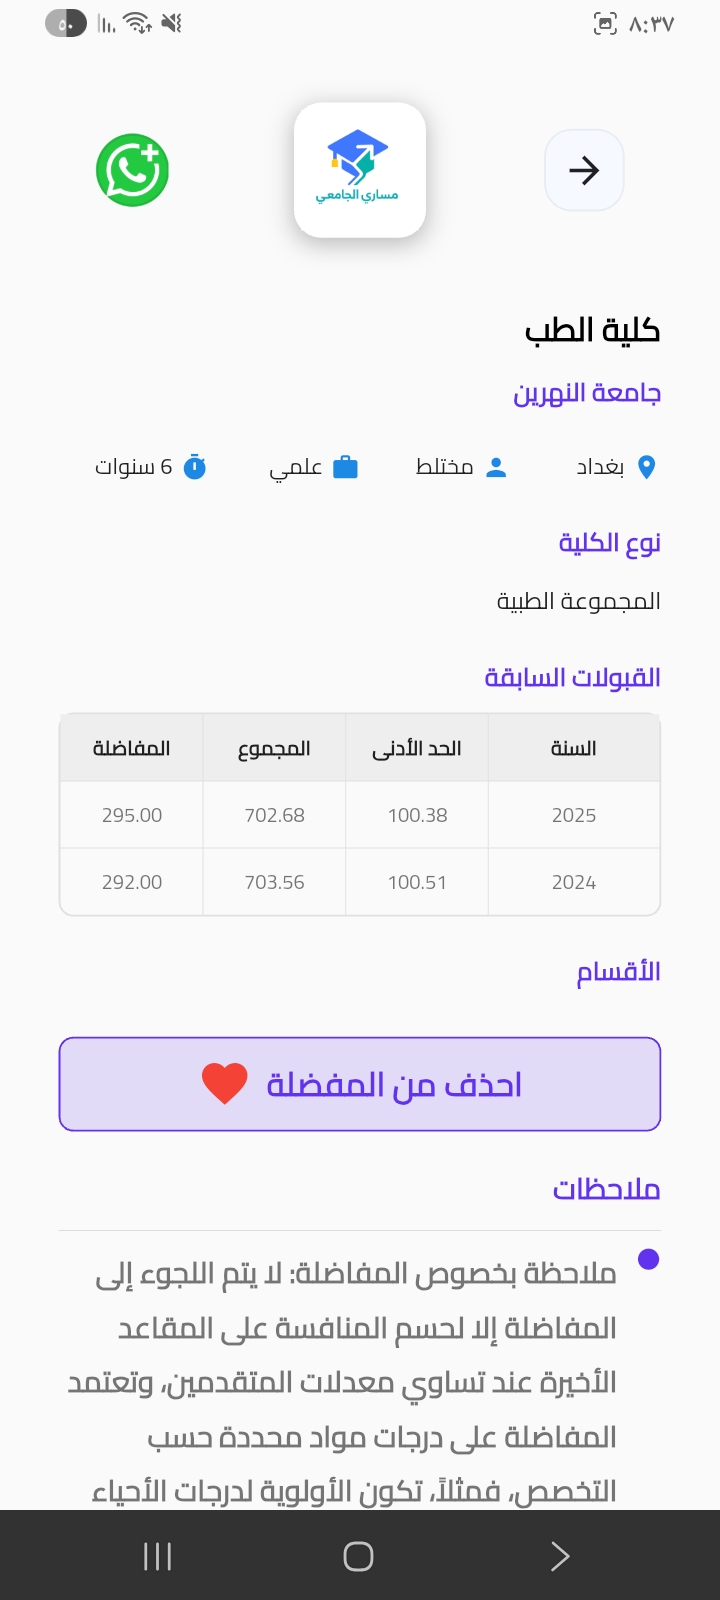 ٨:٣٧
٥٠
مساري الجامعي
كلية الطب
جامعة النهرين
بغداد مختلط علمي 6 سنوات
نوع الكلية
المجموعة الطبية
القبولات السابقة
السنة الحد الأدنى المجموع المفاضلة
2025 100.38 702.68 295.00
2024 100.51 703.56 292.00
الأقسام
احذف من المفضلة
ملاحظات
ملاحظة بخصوص المفاضلة: لا يتم اللجوء إلى
المفاضلة إلا لحسم المنافسة على المقاعد
الأخيرة عند تساوي معدلات المتقدمين، وتعتمد
المفاضلة على درجات مواد محددة حسب
التخصص، فمثلاً، تكون الأولوية لدرجات الأحياء